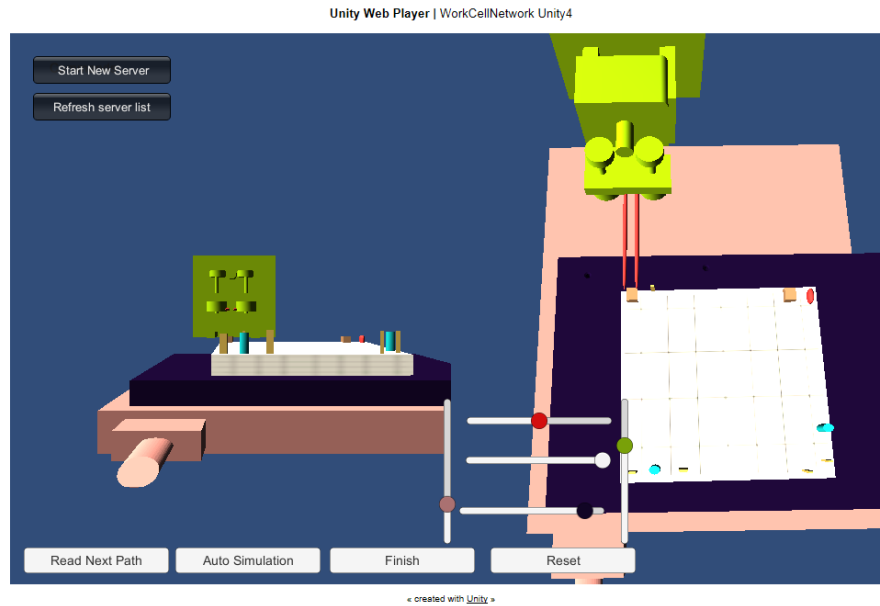 Unity Web Player | WorkCellNetwork Unity4
Start New Server
Refresh server list
Read Next Path
Auto Simulation
Finish
Reset
« created with Unity »